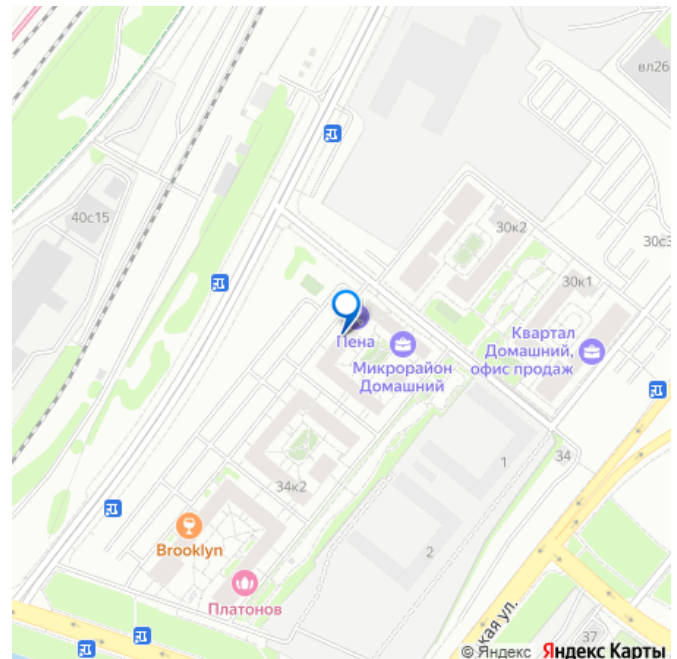 вл26
40с15
30к2
30с3
30к1
Пена
Микрорайон
Домашний
Квартал
Домашний,
офис продаж
34
1
34к2
2
Brooklyn
Платонов
кая ул.
37
© Яндекс Яндекс Карты